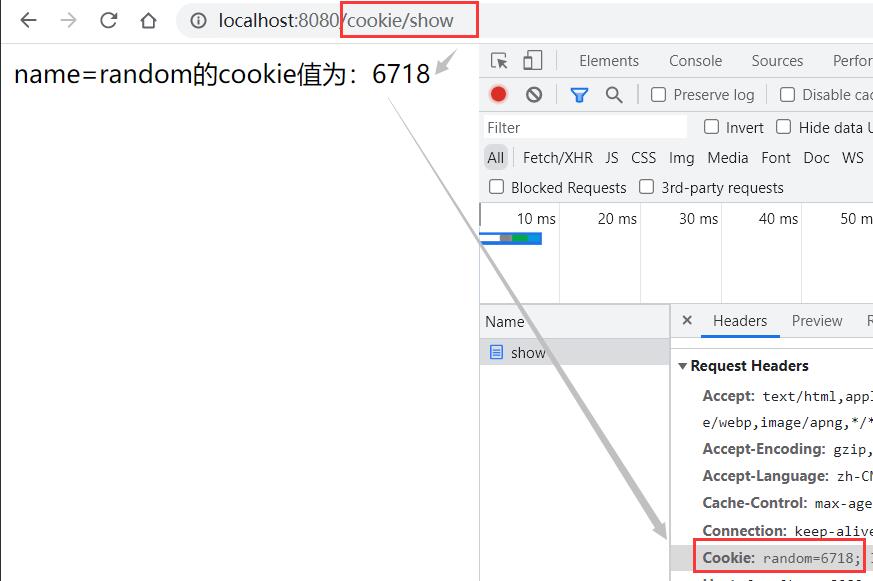 localhost:8080/cookie/show
name=random的cookie值为：6718
Elements Console Sources Perfor
Preserve log Disable cac
Filter Invert Hide data U
All Fetch/XHR JS CSS Img Media Font Doc WS
Blocked Requests 3rd-party requests
10 ms 20 ms 30 ms 40 ms 50 m
Name
show
× Headers Preview R
Request Headers
Accept: text/html,appl
e/webp,image/apng,*/*
Accept-Encoding: gzip,
Accept-Language: zh-CN
Cache-Control: max-age
Connection: keep-alive
Cookie: random=6718;